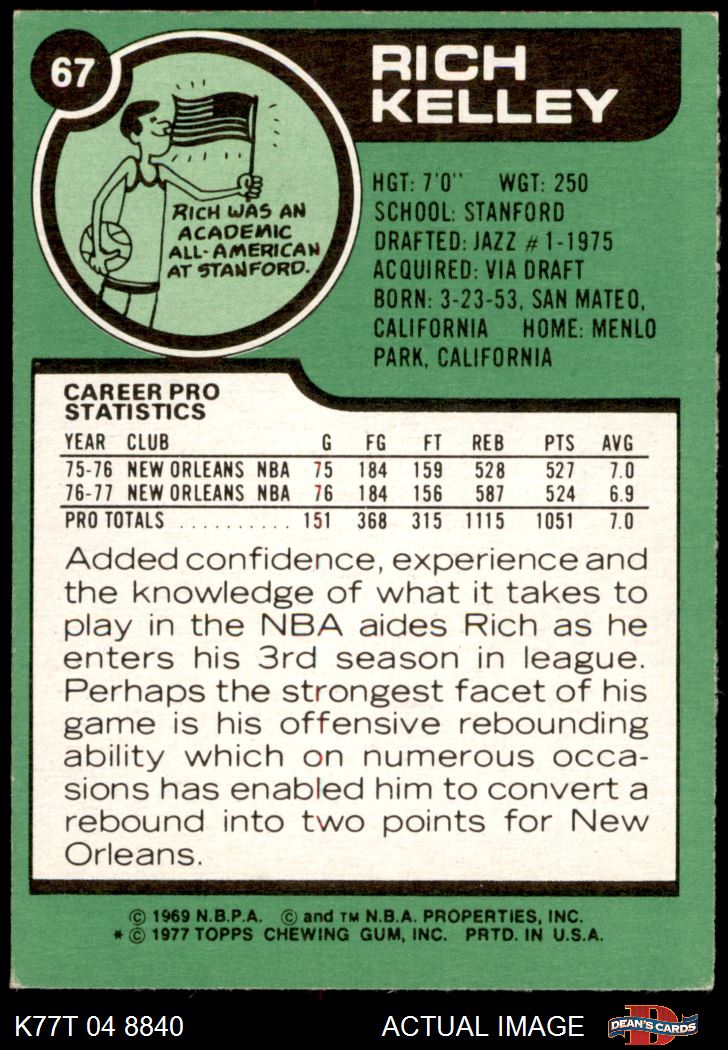 67
RICH
KELLEY
RICH WAS AN
ACADEMIC
ALL-AMERICAN
AT STANFORD.
HGT: 7'0'' WGT: 250
SCHOOL: STANFORD
DRAFTED: JAZZ #1-1975
ACQUIRED: VIA DRAFT
BORN: 3-23-53, SAN MATEO,
CALIFORNIA HOME: MENLO
PARK, CALIFORNIA
CAREER PRO
STATISTICS
YEAR CLUB G FG FT REB PTS AVG
75-76 NEW ORLEANS NBA 75 184 159 528 527 7.0
76-77 NEW ORLEANS NBA 76 184 156 587 524 6.9
PRO TOTALS .......... 151 368 315 1115 1051 7.0
Added confidence, experience and
the knowledge of what it takes to
play in the NBA aides Rich as he
enters his 3rd season in league.
Perhaps the strongest facet of his
game is his offensive rebounding
ability which on numerous occa-
sions has enabled him to convert a
rebound into two points for New
Orleans.
© 1969 N.B.P.A. © and TM N.B.A. PROPERTIES, INC.
* © 1977 TOPPS CHEWING GUM, INC. PRTD. IN U.S.A.
K77T 04 8840 ACTUAL IMAGE
D
DEAN'S CARDS